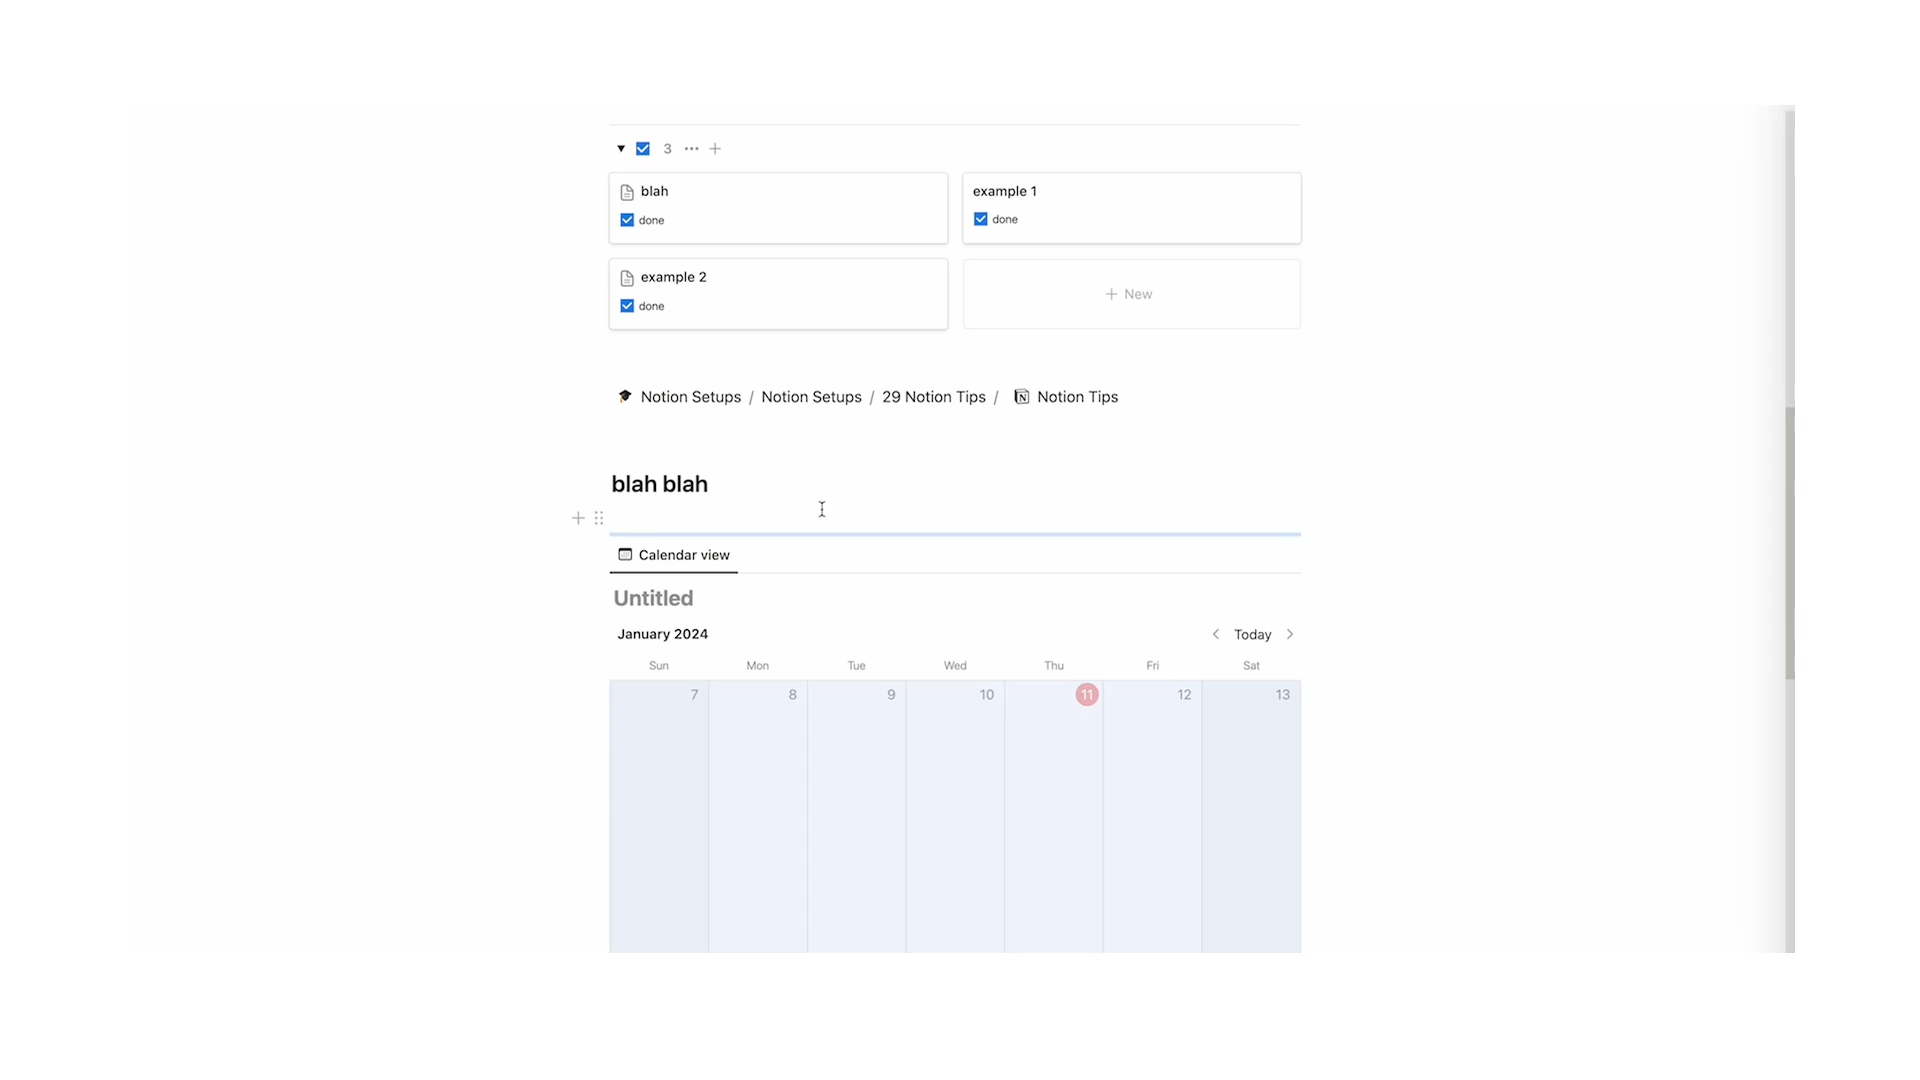 3
blah
done
example 1
done
example 2
done
New
Notion Setups / Notion Setups / 29 Notion Tips / Notion Tips
blah blah
Calendar view
Untitled
January 2024
Today
Sun Mon Tue Wed Thu Fri Sat
7 8 9 10 11 12 13